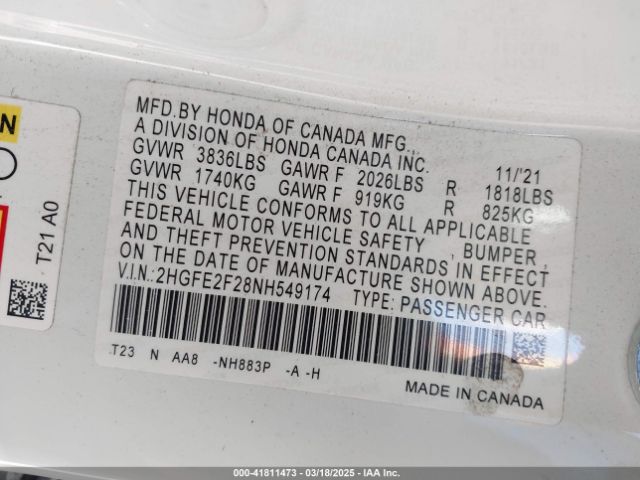 MFD.BY HONDA OF CANADA MFG.,
A DIVISION OF HONDA CANADA INC. 11/'21
GVWR 3836LBS GAWR F 2026LBS R 1818LBS
GVWR 1740KG GAWR F 919KG R 825KG
THIS VEHICLE CONFORMS TO ALL APPLICABLE
FEDERAL MOTOR VEHICLE SAFETY, BUMPER,
AND THEFT PREVENTION STANDARDS IN EFFECT
ON THE DATE OF MANUFACTURE SHOWN ABOVE.
V.I.N.:2HGFE2F28NH549174 TYPE: PASSENGER CAR
T23 N AA8 -NH883P -A -H
MADE IN CANADA
N
T21 A0
000-41811473 — 03/18/2025 — IAA Inc.